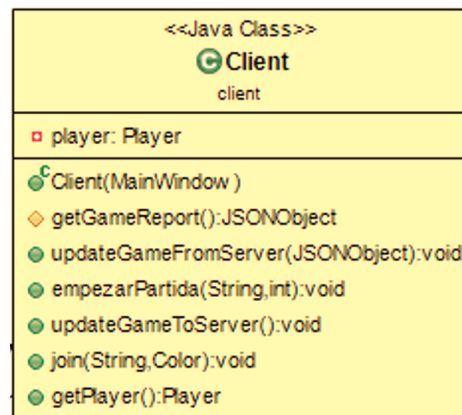 <<Java Class>>
C Client
client
player: Player
C Client(MainWindow )
getGameReport():JSONObject
updateGameFromServer(JSONObject):void
empezarPartida(String,int):void
updateGameToServer():void
join(String,Color):void
getPlayer():Player